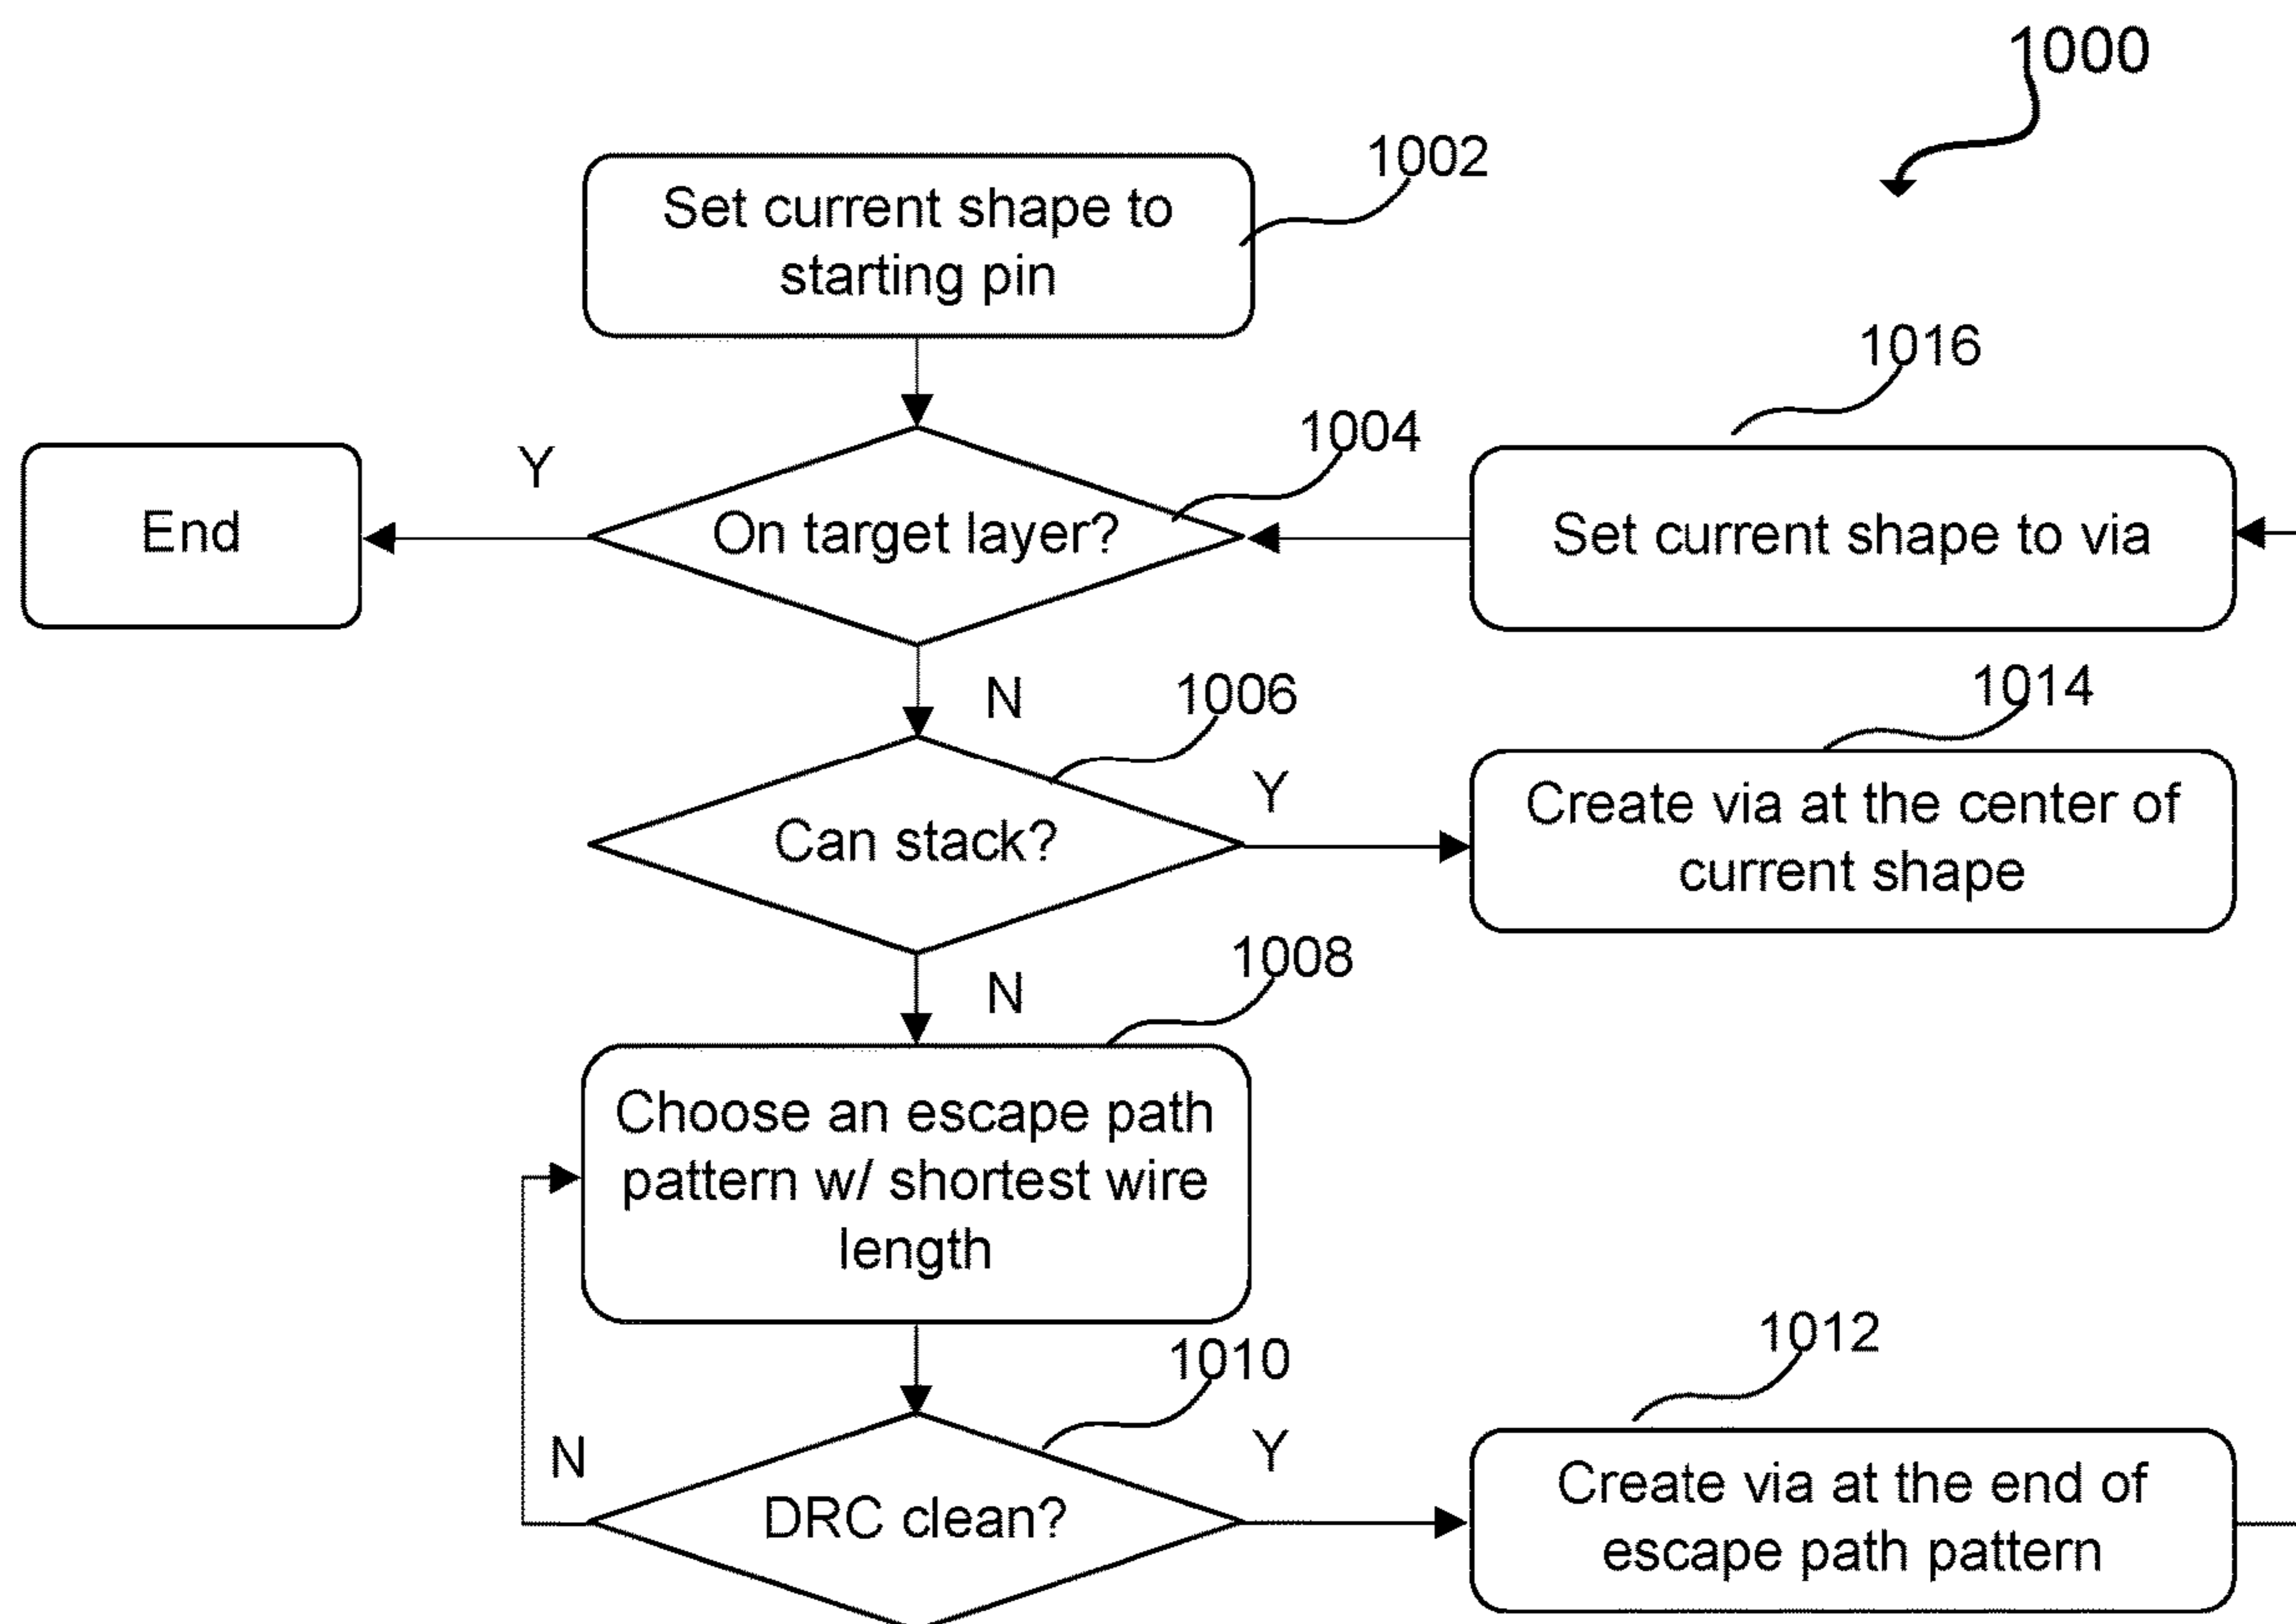 1000
1002
Set current shape to
starting pin
1016
1004
Y
End
On target layer?
Set current shape to via
N
1006
1014
Y
Can stack?
Create via at the center of
current shape
N
1008
Choose an escape path
pattern w/ shortest wire
length
1010
1012
N
Y
DRC clean?
Create via at the end of
escape path pattern